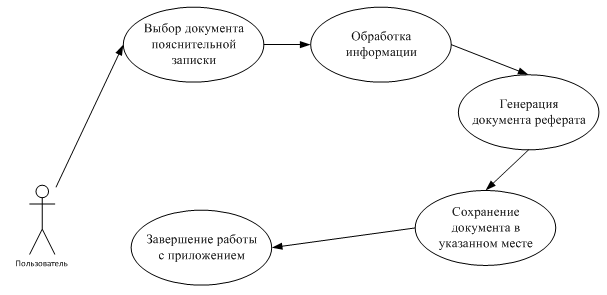 Выбор документа
пояснительной
записки
Обработка
информации
Генерация
документа реферата
Сохранение
документа в
указанном месте
Завершение работы
с приложением
Пользователь